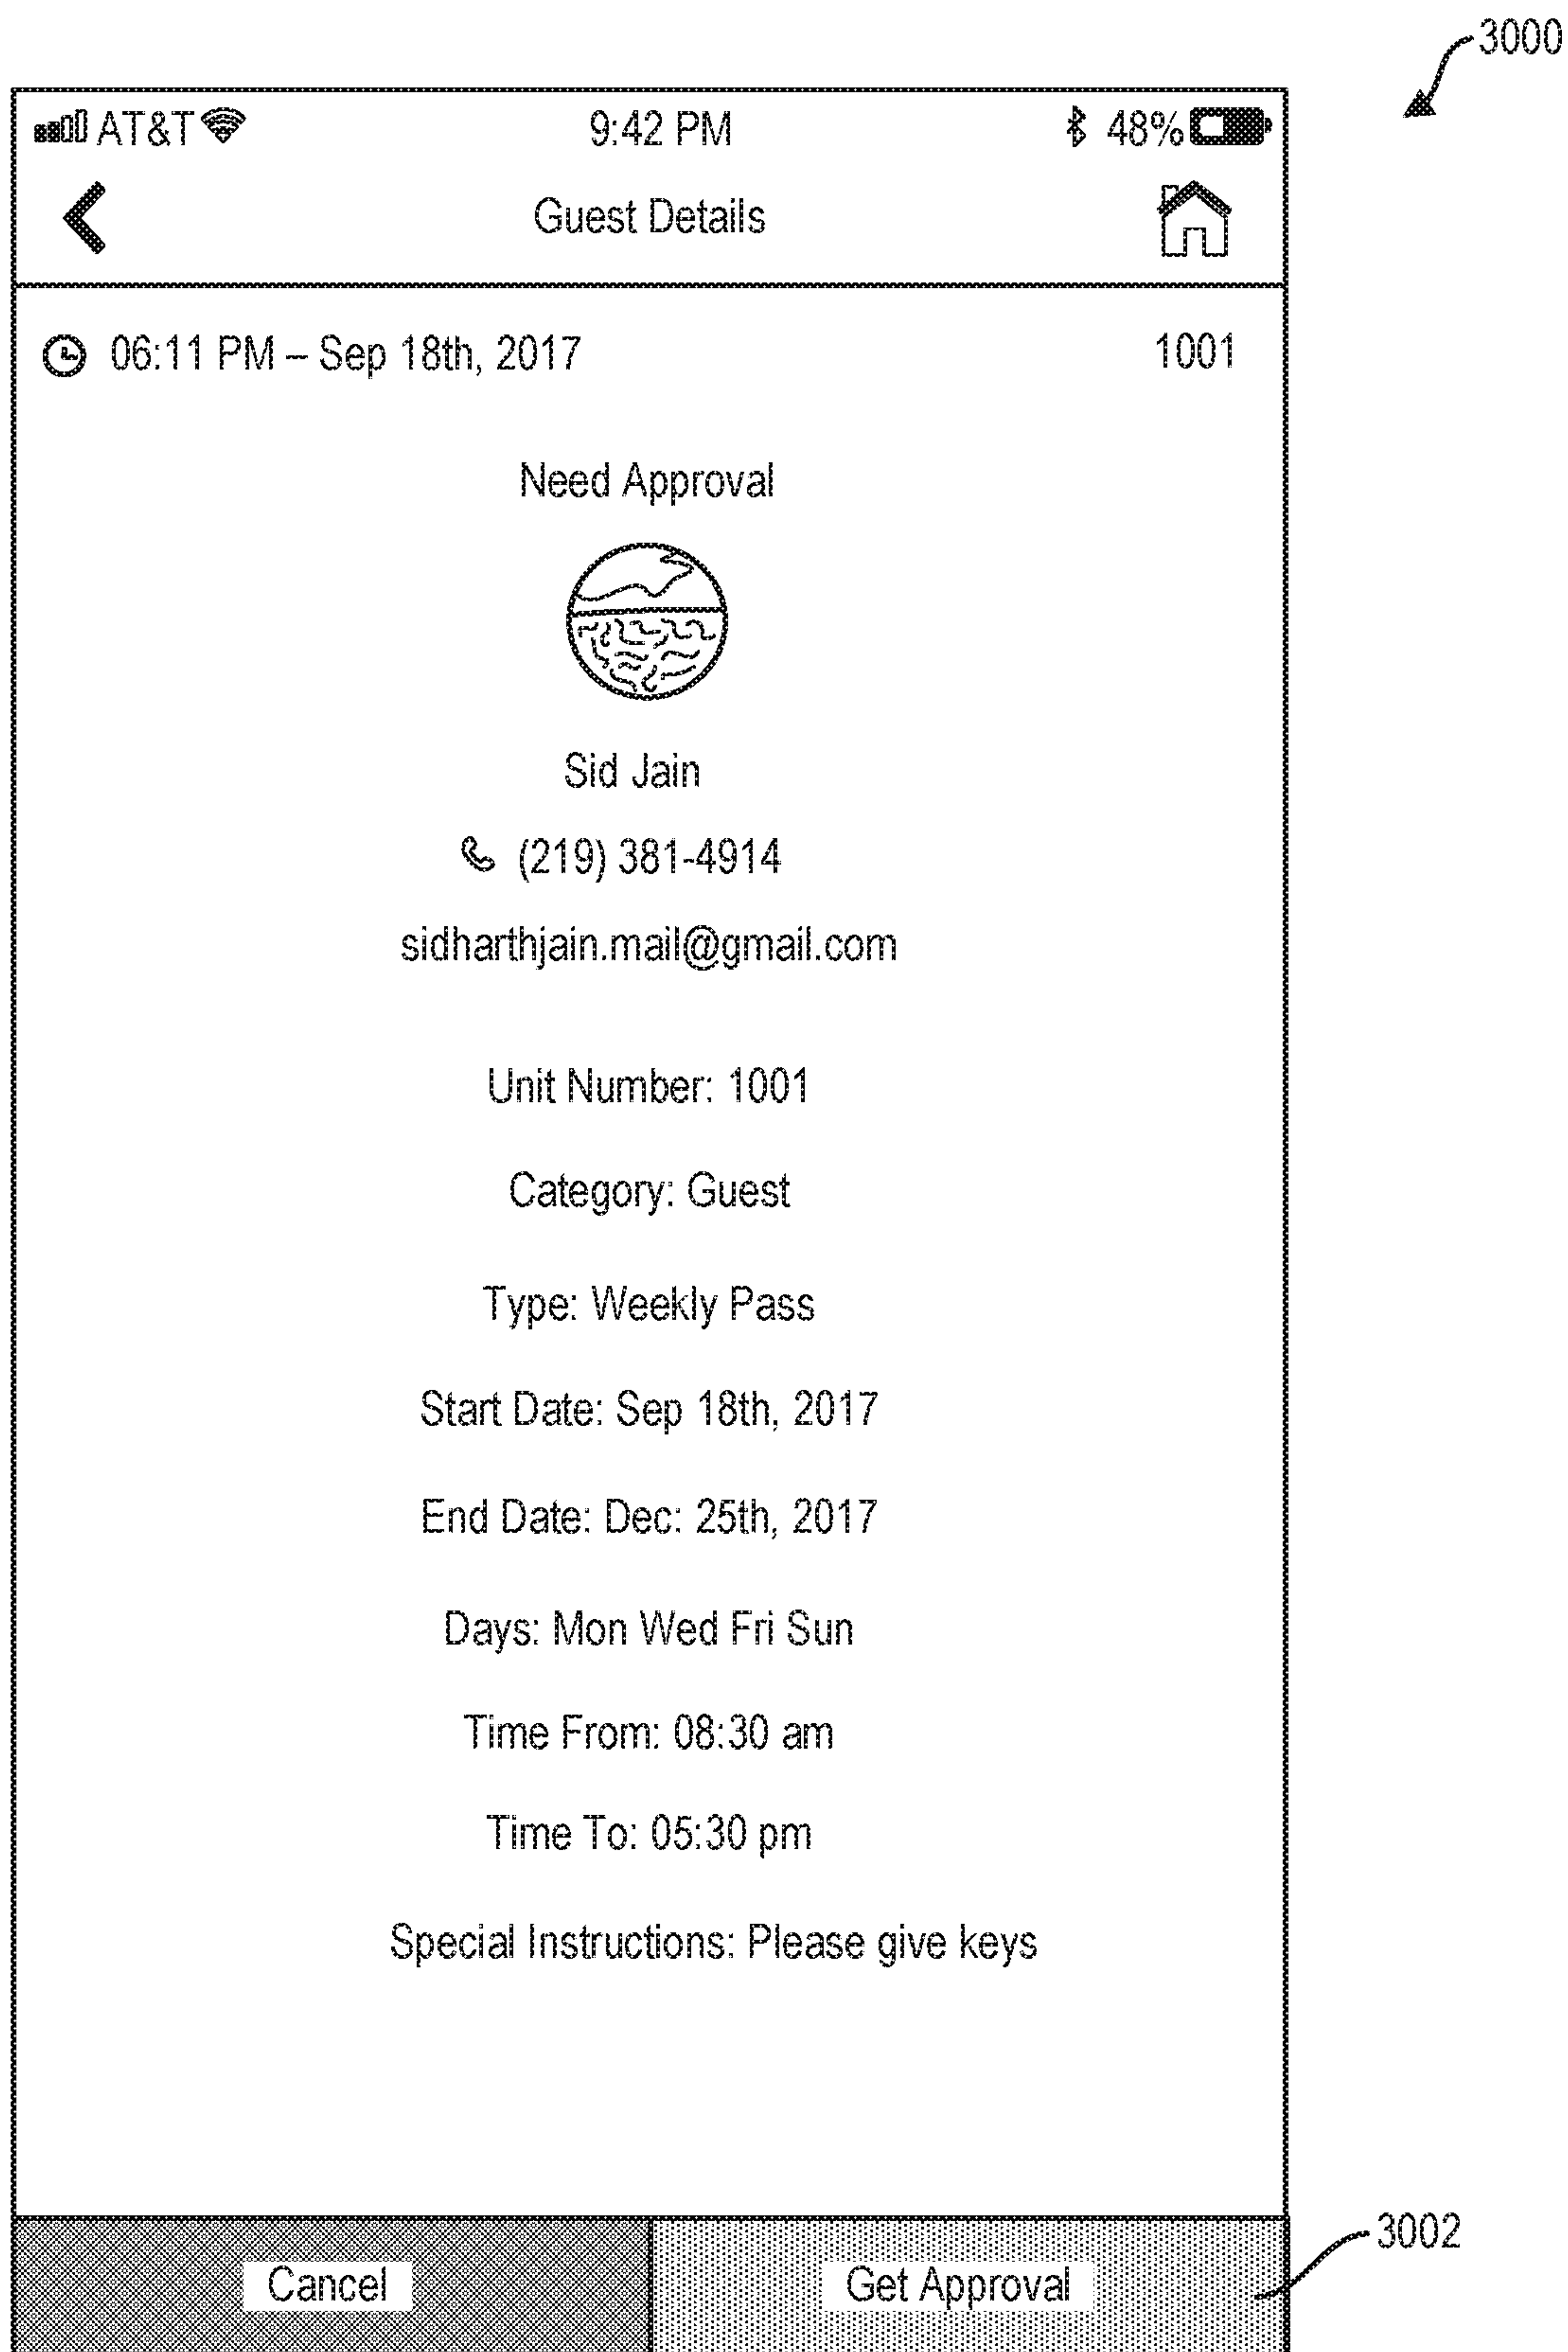 3000
AT&T 9:42 PM 48%
Guest Details
06:11 PM – Sep 18th, 2017 1001
Need Approval
Sid Jain
(219) 381-4914
sidharthjain.mail@gmail.com
Unit Number: 1001
Category: Guest
Type: Weekly Pass
Start Date: Sep 18th, 2017
End Date: Dec: 25th, 2017
Days: Mon Wed Fri Sun
Time From: 08:30 am
Time To: 05:30 pm
Special Instructions: Please give keys
3002
Cancel Get Approval